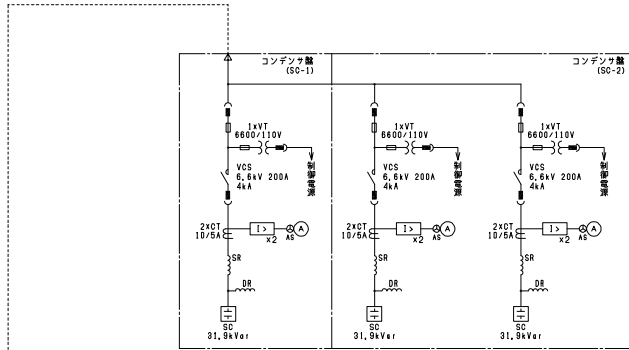 コンデンサ盤
(SC-1)
コンデンサ盤
(SC-2)
1xVT
6600/110V
1xVT
6600/110V
1xVT
6600/110V
VCS
6.6kV 200A
4kA
VCS
6.6kV 200A
4kA
VCS
6.6kV 200A
4kA
2xCT
10/5A
I>
x2
AS
A
2xCT
10/5A
I>
x2
AS
A
2xCT
10/5A
I>
x2
AS
A
SR
SR
SR
DR
DR
DR
SC
31.9kVar
SC
31.9kVar
SC
31.9kVar